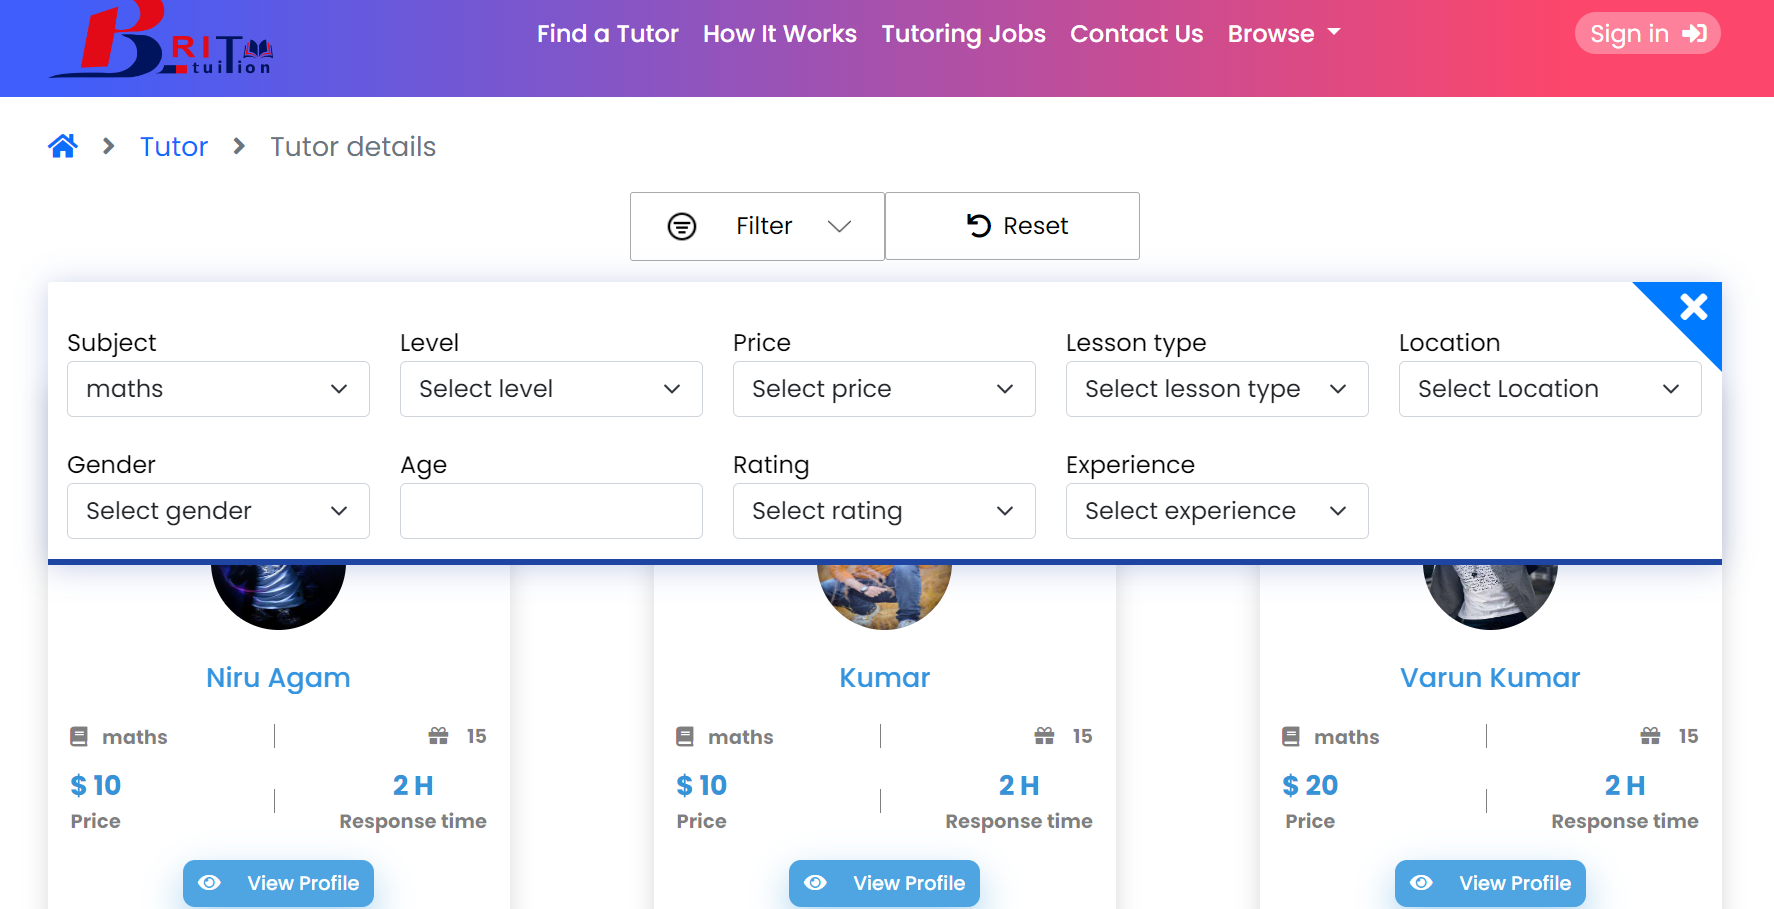 BRIT
tuition
Find a Tutor How It Works Tutoring Jobs Contact Us Browse Sign in
Tutor Tutor details
Filter Reset
Subject Level Price Lesson type Location
maths Select level Select price Select lesson type Select Location
Gender Age Rating Experience
Select gender Select rating Select experience
Niru Agam Kumar Varun Kumar
maths 15 maths 15 maths 15
$ 10 2 H $ 10 2 H $ 20 2 H
Price Response time Price Response time Price Response time
View Profile View Profile View Profile